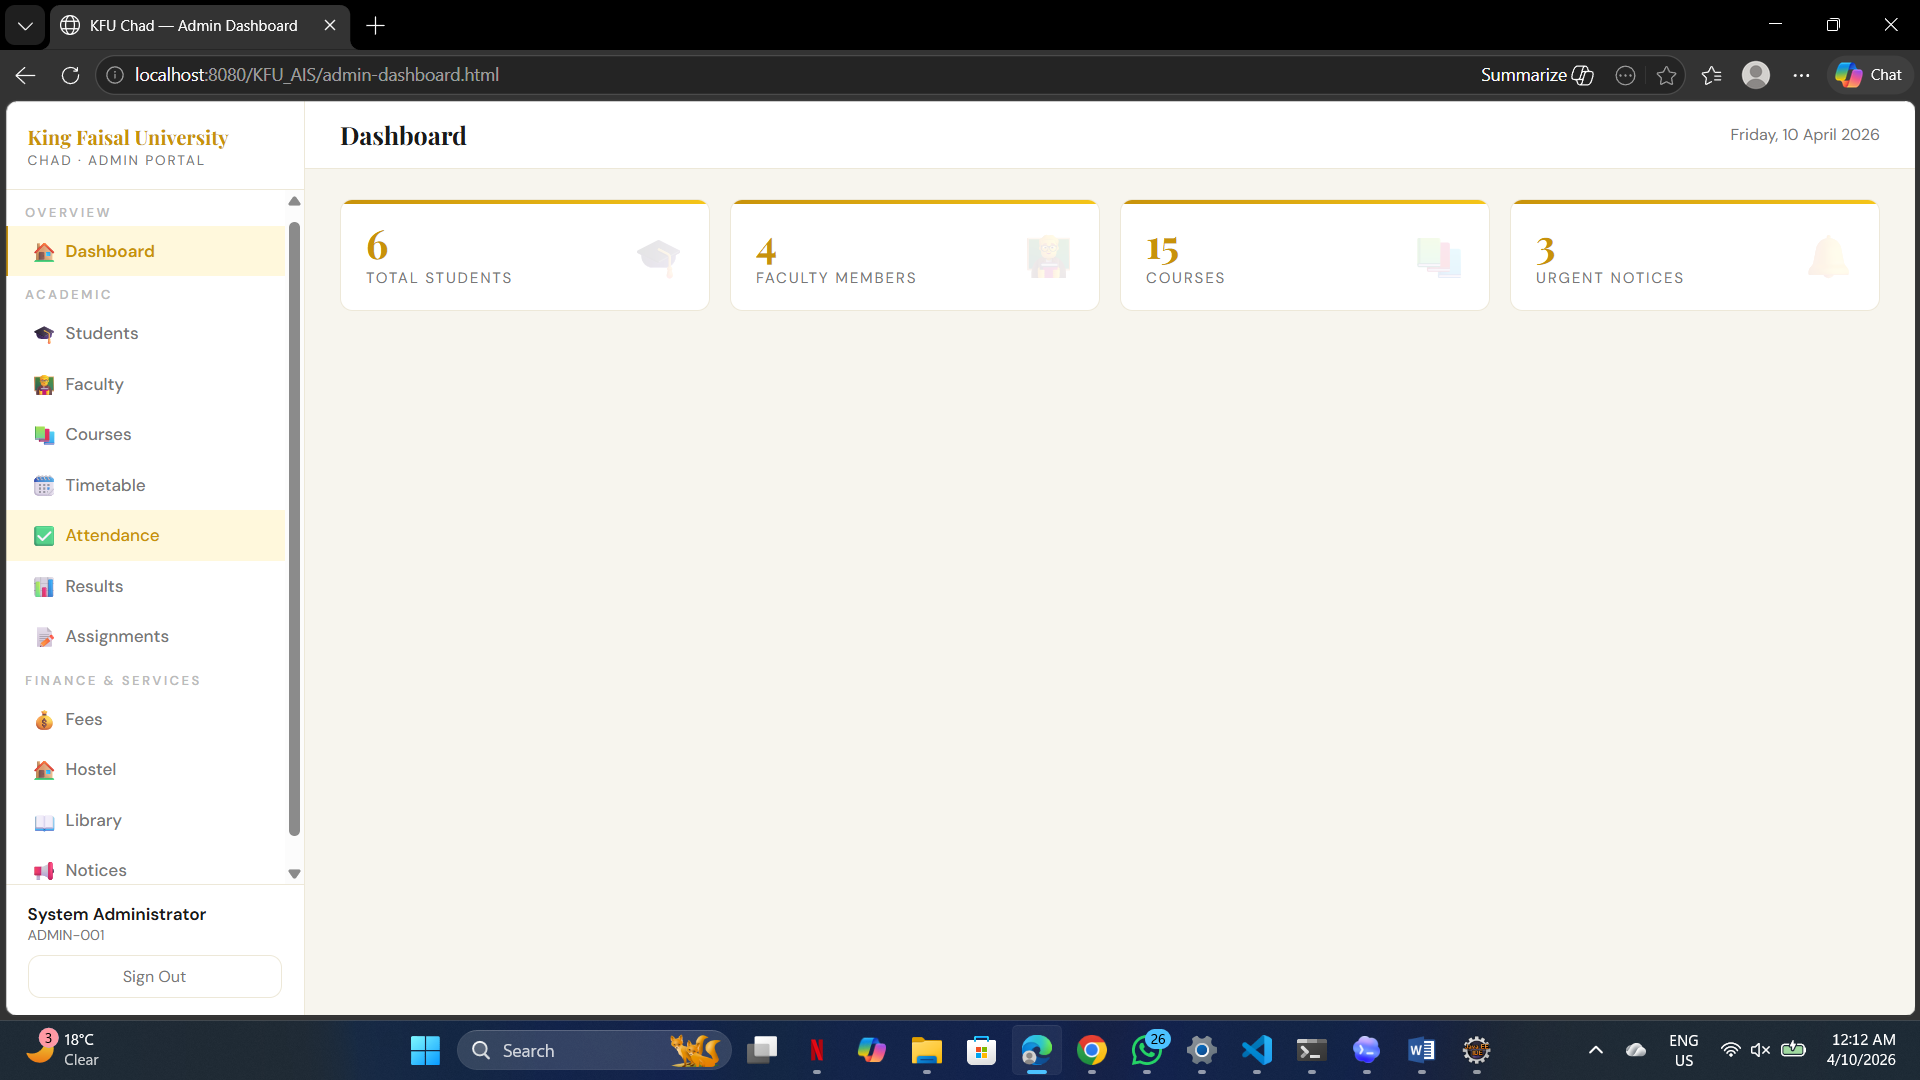 KFU Chad — Admin Dashboard
localhost:8080/KFU_AIS/admin-dashboard.html
Summarize
Chat
King Faisal University
CHAD · ADMIN PORTAL
OVERVIEW
Dashboard
ACADEMIC
Students
Faculty
Courses
Timetable
Attendance
Results
Assignments
FINANCE & SERVICES
Fees
Hostel
Library
Notices
System Administrator
ADMIN-001
Sign Out
Dashboard
Friday, 10 April 2026
6
TOTAL STUDENTS
4
FACULTY MEMBERS
15
COURSES
3
URGENT NOTICES
3
18°C
Clear
Search
26
ENG
US
12:12 AM
4/10/2026